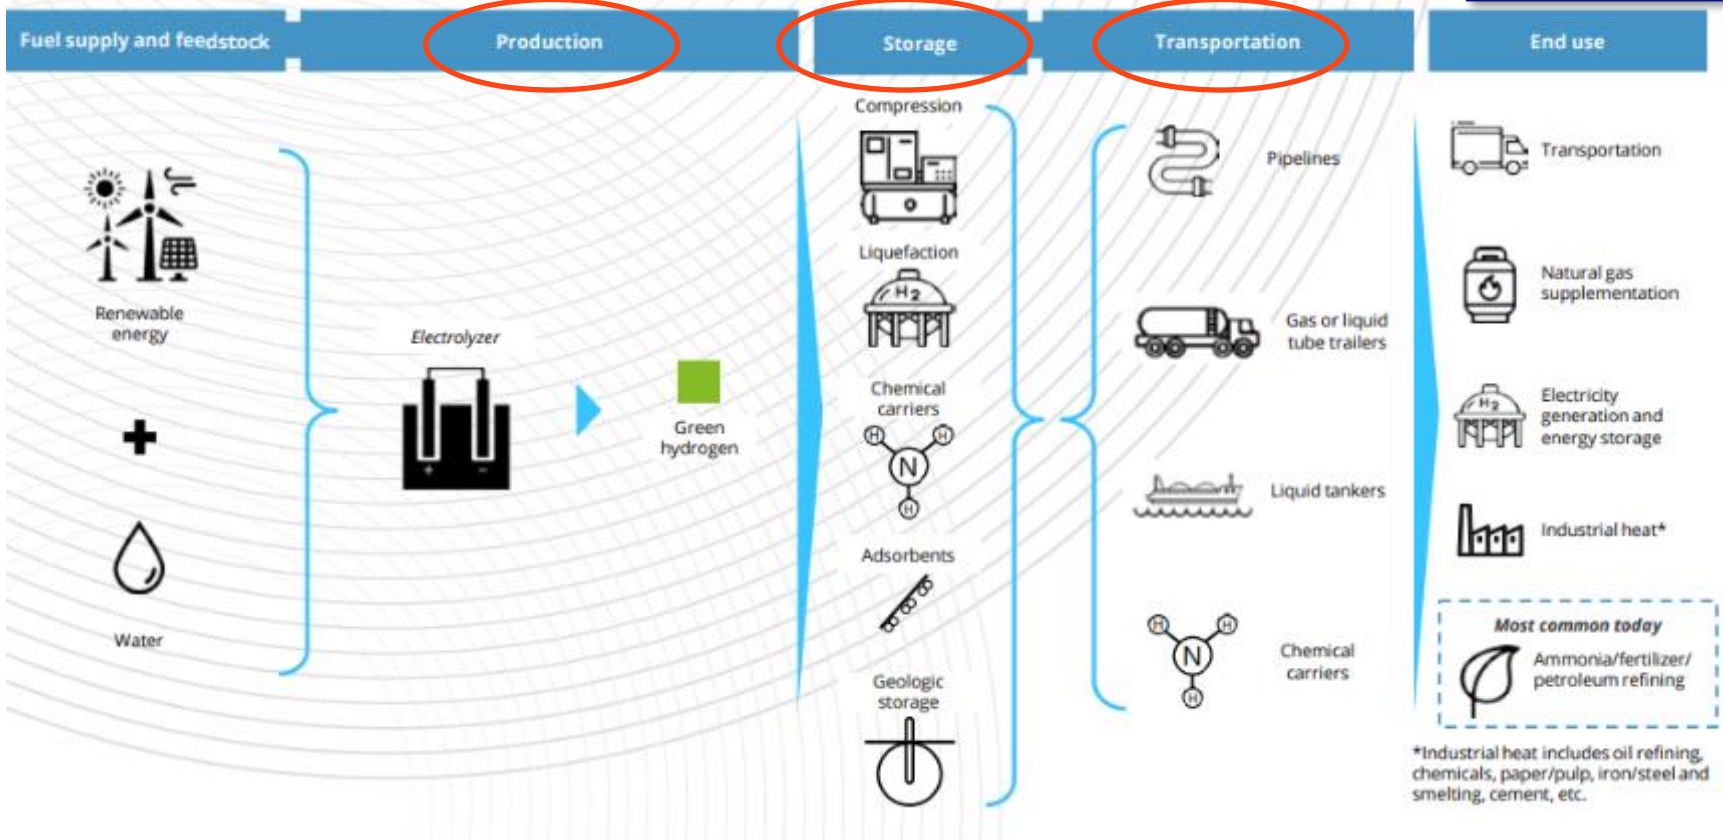 Fuel supply and feedstock
Production
Storage
Transportation
End use
Renewable
energy
+
Water
Electrolyzer
+ -
Green
hydrogen
Compression
Liquefaction
H2
Chemical
carriers
H H
N
H
Adsorbents
Geologic
storage
Pipelines
Gas or liquid
tube trailers
Liquid tankers
H H
N
H
Chemical
carriers
Transportation
Natural gas
supplementation
H2
Electricity
generation and
energy storage
Industrial heat*
Most common today
Ammonia/fertilizer/
petroleum refining
*Industrial heat includes oil refining,
chemicals, paper/pulp, iron/steel and
smelting, cement, etc.